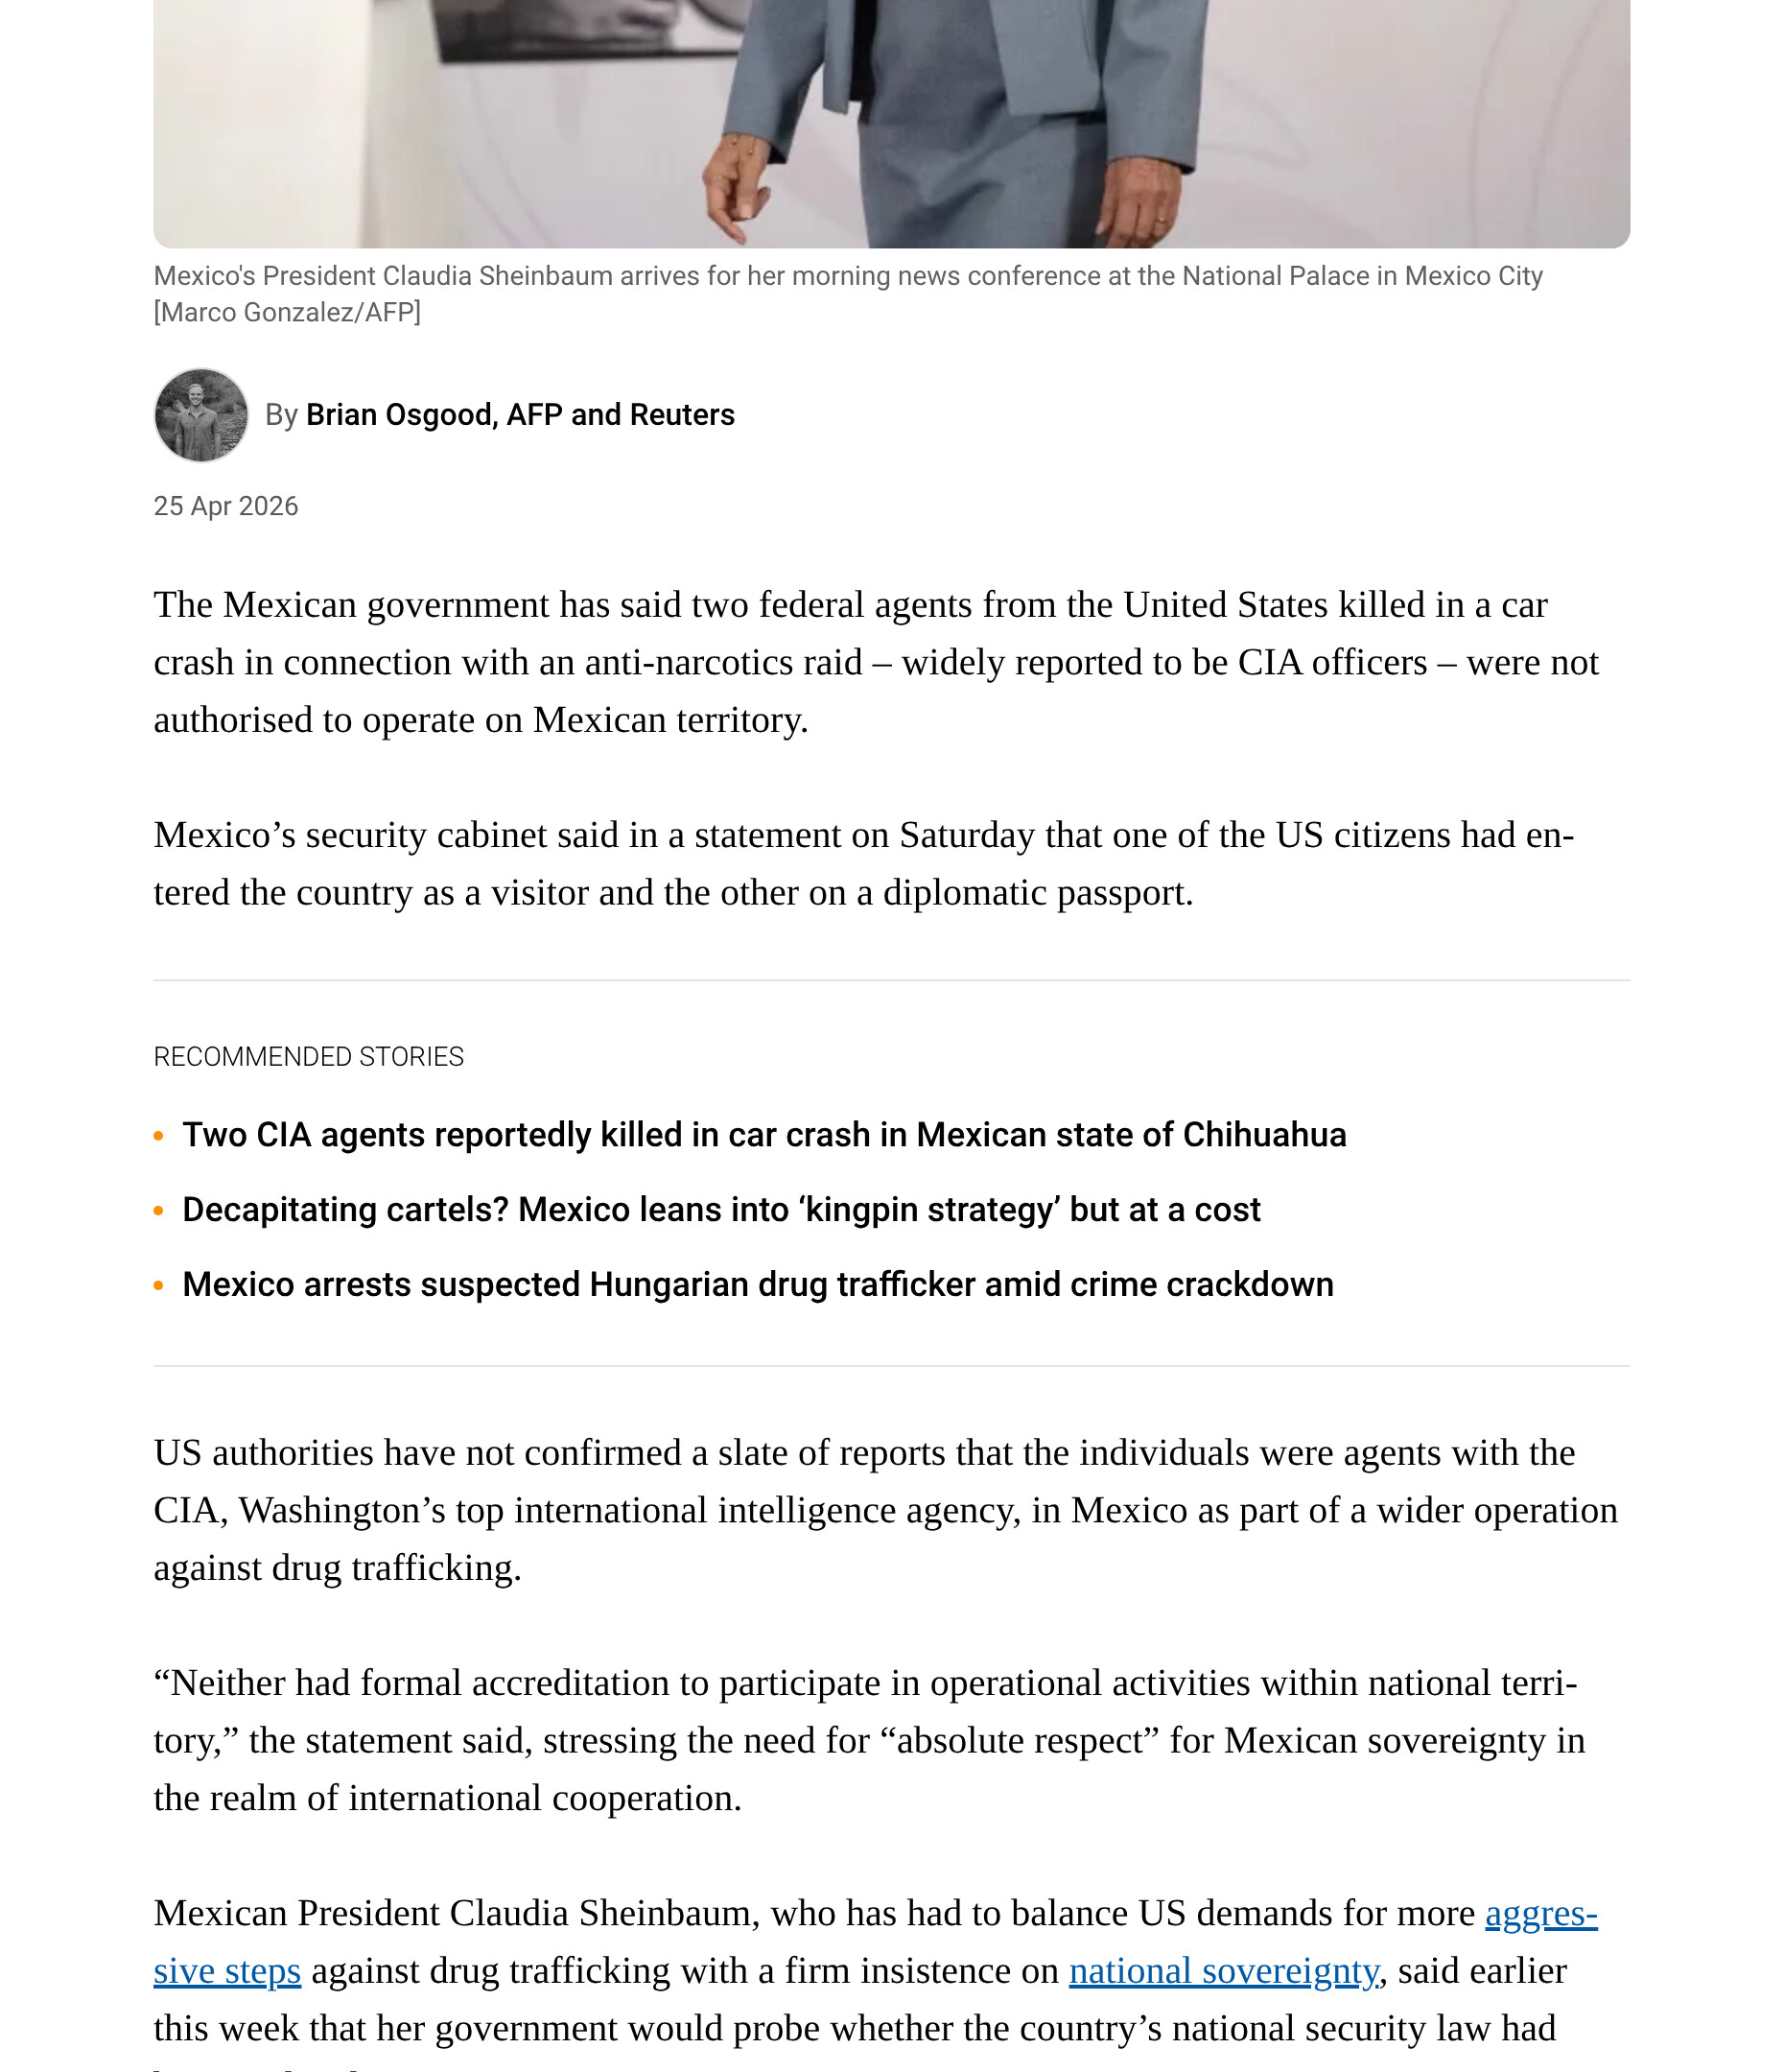 Mexico's President Claudia Sheinbaum arrives for her morning news conference at the National Palace in Mexico City
[Marco Gonzalez/AFP]
By Brian Osgood, AFP and Reuters
25 Apr 2026
The Mexican government has said two federal agents from the United States killed in a car
crash in connection with an anti-narcotics raid – widely reported to be CIA officers – were not
authorised to operate on Mexican territory.
Mexico’s security cabinet said in a statement on Saturday that one of the US citizens had en-
tered the country as a visitor and the other on a diplomatic passport.
RECOMMENDED STORIES
• Two CIA agents reportedly killed in car crash in Mexican state of Chihuahua
• Decapitating cartels? Mexico leans into ‘kingpin strategy’ but at a cost
• Mexico arrests suspected Hungarian drug trafficker amid crime crackdown
US authorities have not confirmed a slate of reports that the individuals were agents with the
CIA, Washington’s top international intelligence agency, in Mexico as part of a wider operation
against drug trafficking.
“Neither had formal accreditation to participate in operational activities within national terri-
tory,” the statement said, stressing the need for “absolute respect” for Mexican sovereignty in
the realm of international cooperation.
Mexican President Claudia Sheinbaum, who has had to balance US demands for more aggres-
sive steps against drug trafficking with a firm insistence on national sovereignty, said earlier
this week that her government would probe whether the country’s national security law had